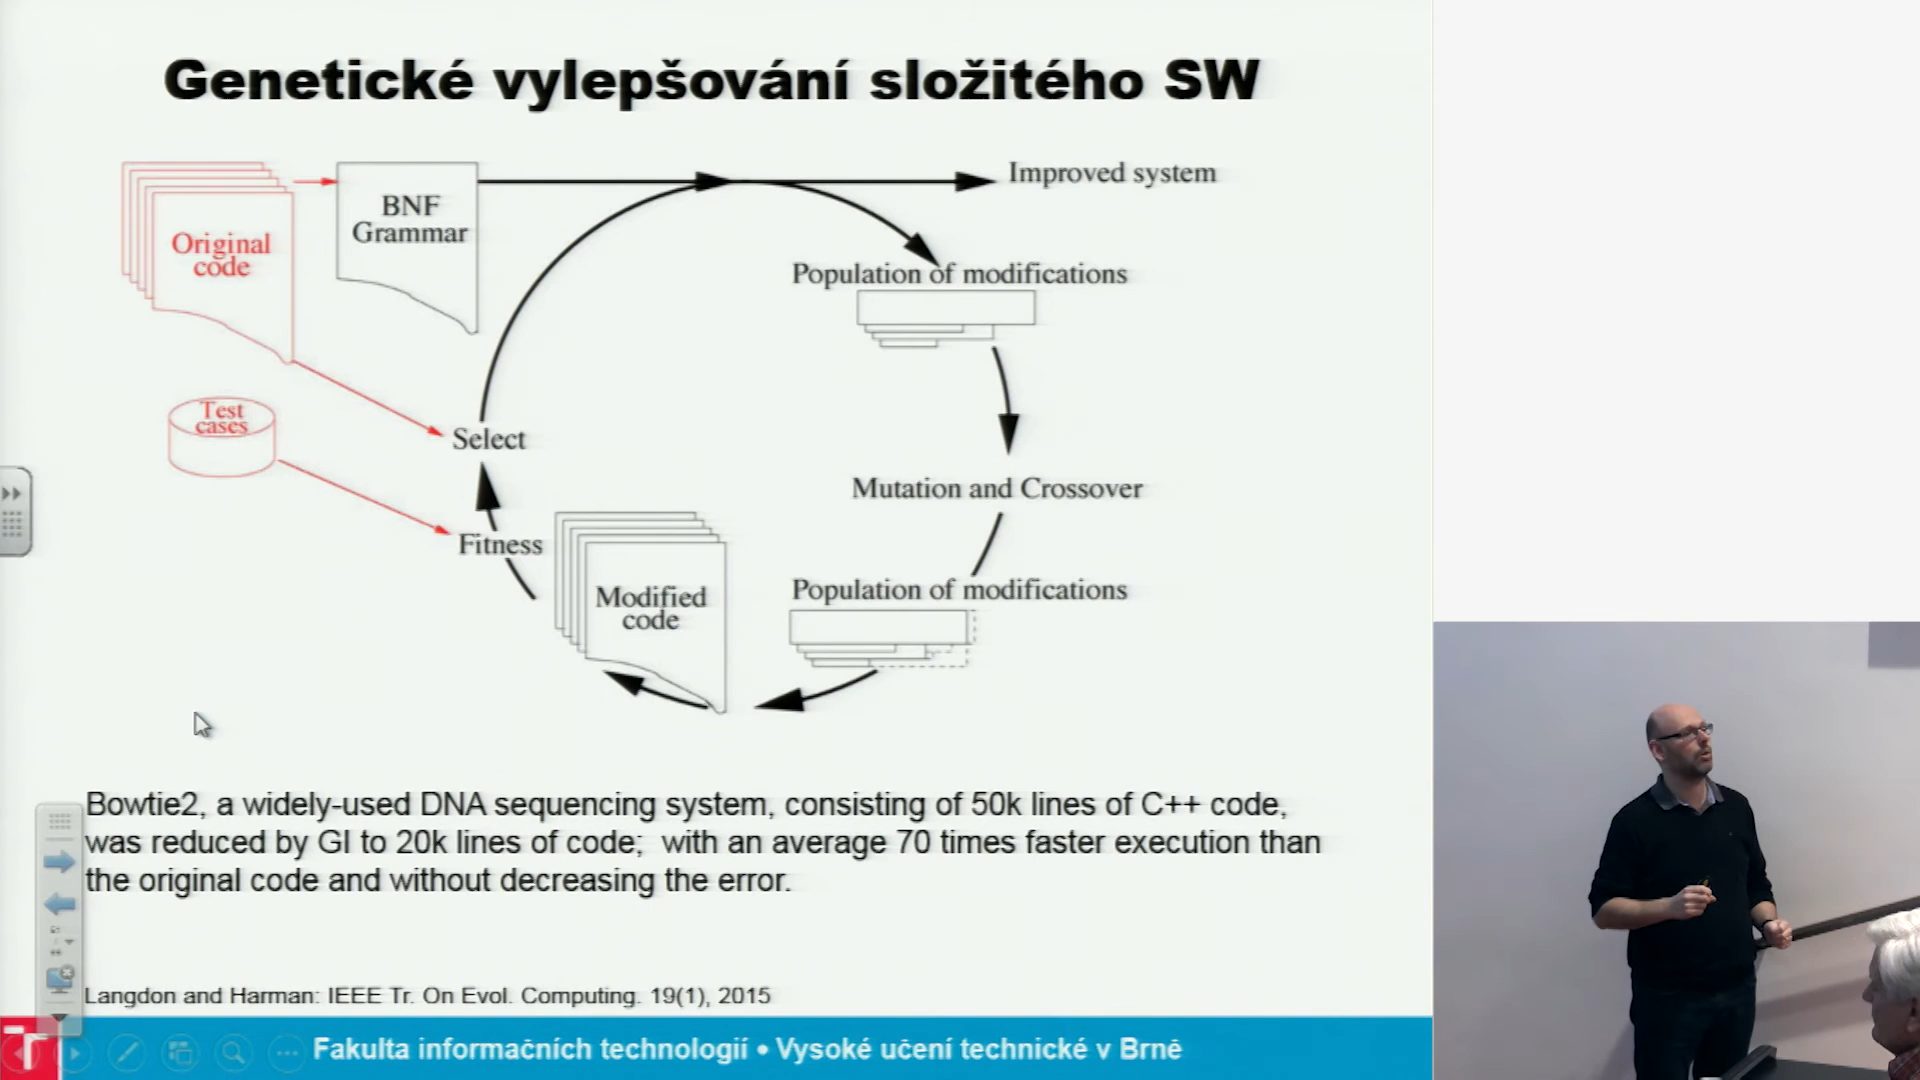 Genetické vylepšování složitého SW
Original
code
BNF
Grammar
Improved system
Population of modifications
Test
cases
Select
Mutation and Crossover
Fitness
Modified
code
Population of modifications
Bowtie2, a widely-used DNA sequencing system, consisting of 50k lines of C++ code,
was reduced by GI to 20k lines of code;  with an average 70 times faster execution than
the original code and without decreasing the error.
Langdon and Harman: IEEE Tr. On Evol. Computing. 19(1), 2015
Fakulta informačních technologií • Vysoké učení technické v Brně